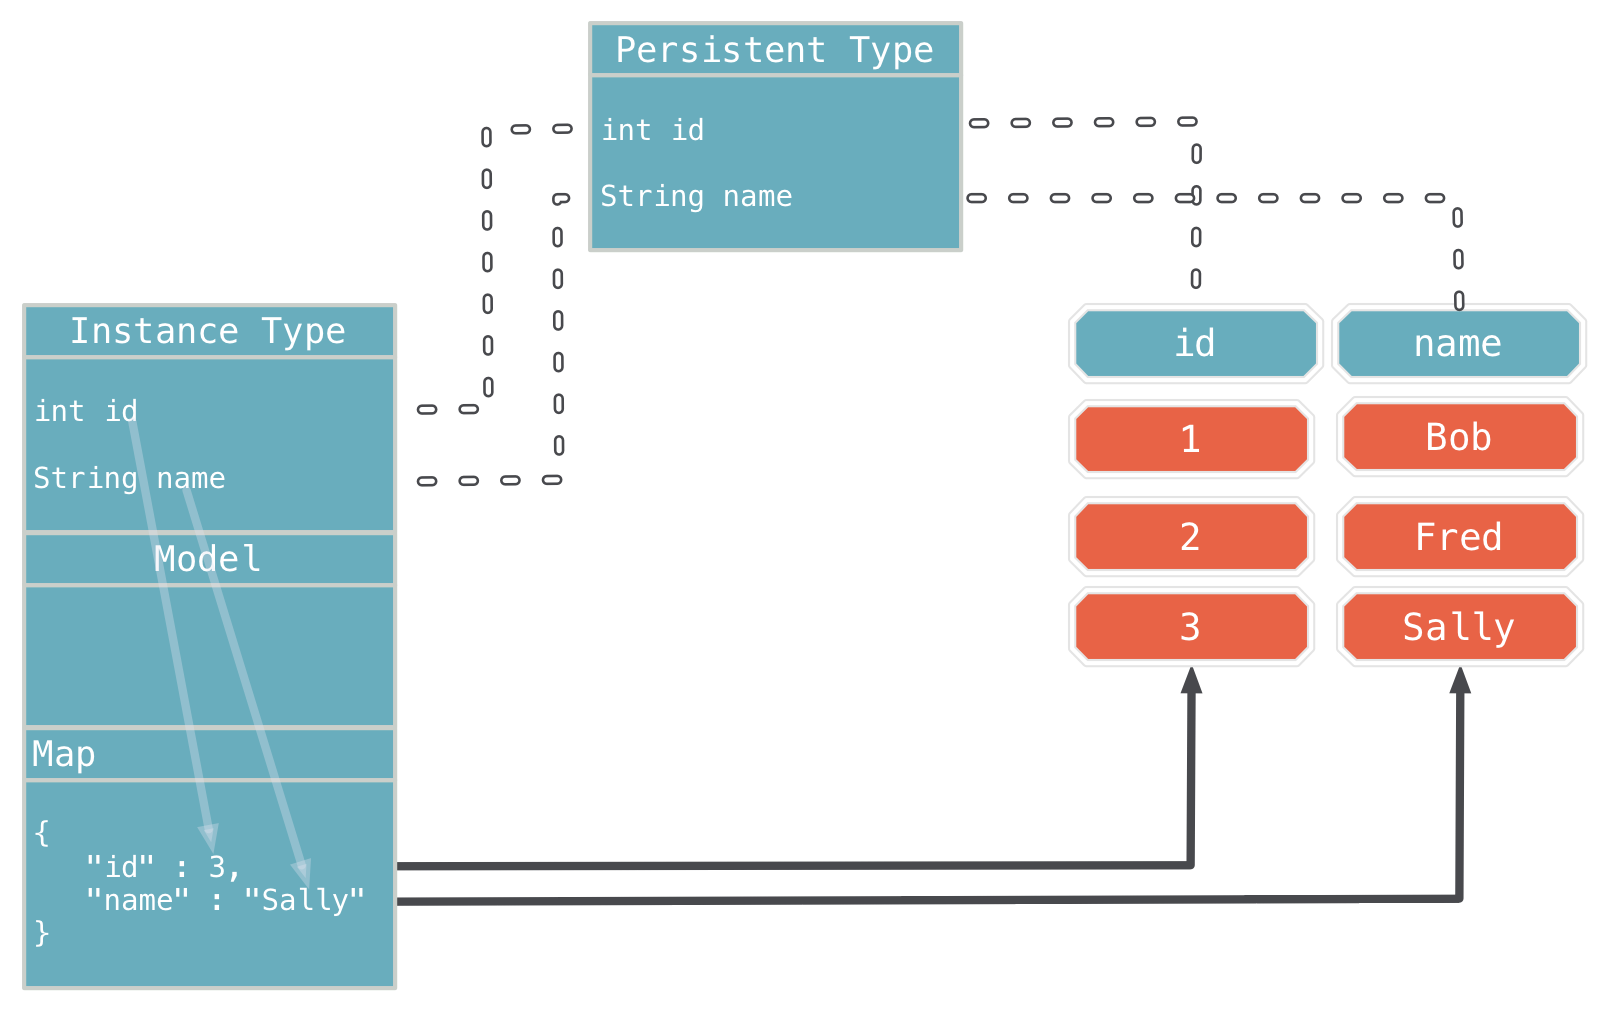 Persistent Type
int id
String name
Instance Type
int id
String name
Model
Map
{
"id" : 3,
"name" : "Sally"
}
id name
1 Bob
2 Fred
3 Sally